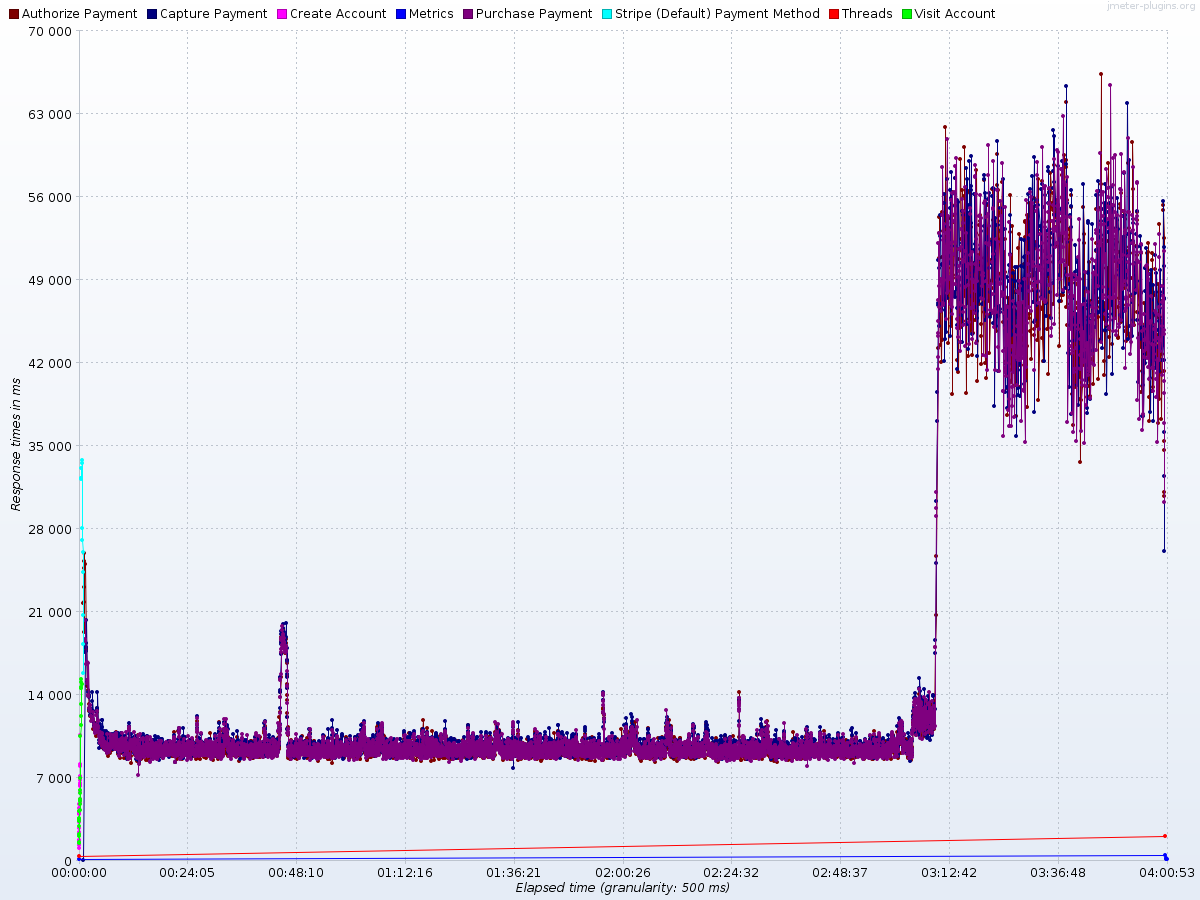 jmeter-plugins.org
Authorize Payment Capture Payment Create Account Metrics Purchase Payment Stripe (Default) Payment Method Threads Visit Account
70 000
63 000
56 000
49 000
42 000
35 000
28 000
21 000
14 000
7 000
0
Response times in ms
00:00:00 00:24:05 00:48:10 01:12:16 01:36:21 02:00:26 02:24:32 02:48:37 03:12:42 03:36:48 04:00:53
Elapsed time (granularity: 500 ms)